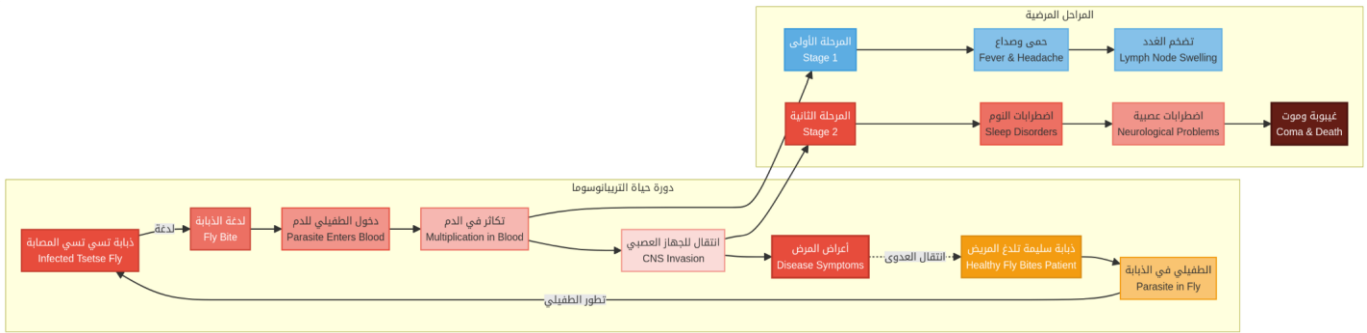 المراحل المرضية
المرحلة الأولى
Stage 1
حمى وصداع
Fever & Headache
تضخم الغدد
Lymph Node Swelling
المرحلة الثانية
Stage 2
اضطرابات النوم
Sleep Disorders
اضطرابات عصبية
Neurological Problems
غيبوبة وموت
Coma & Death
دورة حياة التريبانوسوما
ذبابة تسي تسي المصابة
Infected Tsetse Fly
لدغة
لدغة الذبابة
Fly Bite
دخول الطفيلي للدم
Parasite Enters Blood
تكاثر في الدم
Multiplication in Blood
انتقال للجهاز العصبي
CNS Invasion
أعراض المرض
Disease Symptoms
انتقال العدوى
ذبابة سليمة تلدغ المريض
Healthy Fly Bites Patient
الطفيلي في الذبابة
Parasite in Fly
تطور الطفيلي